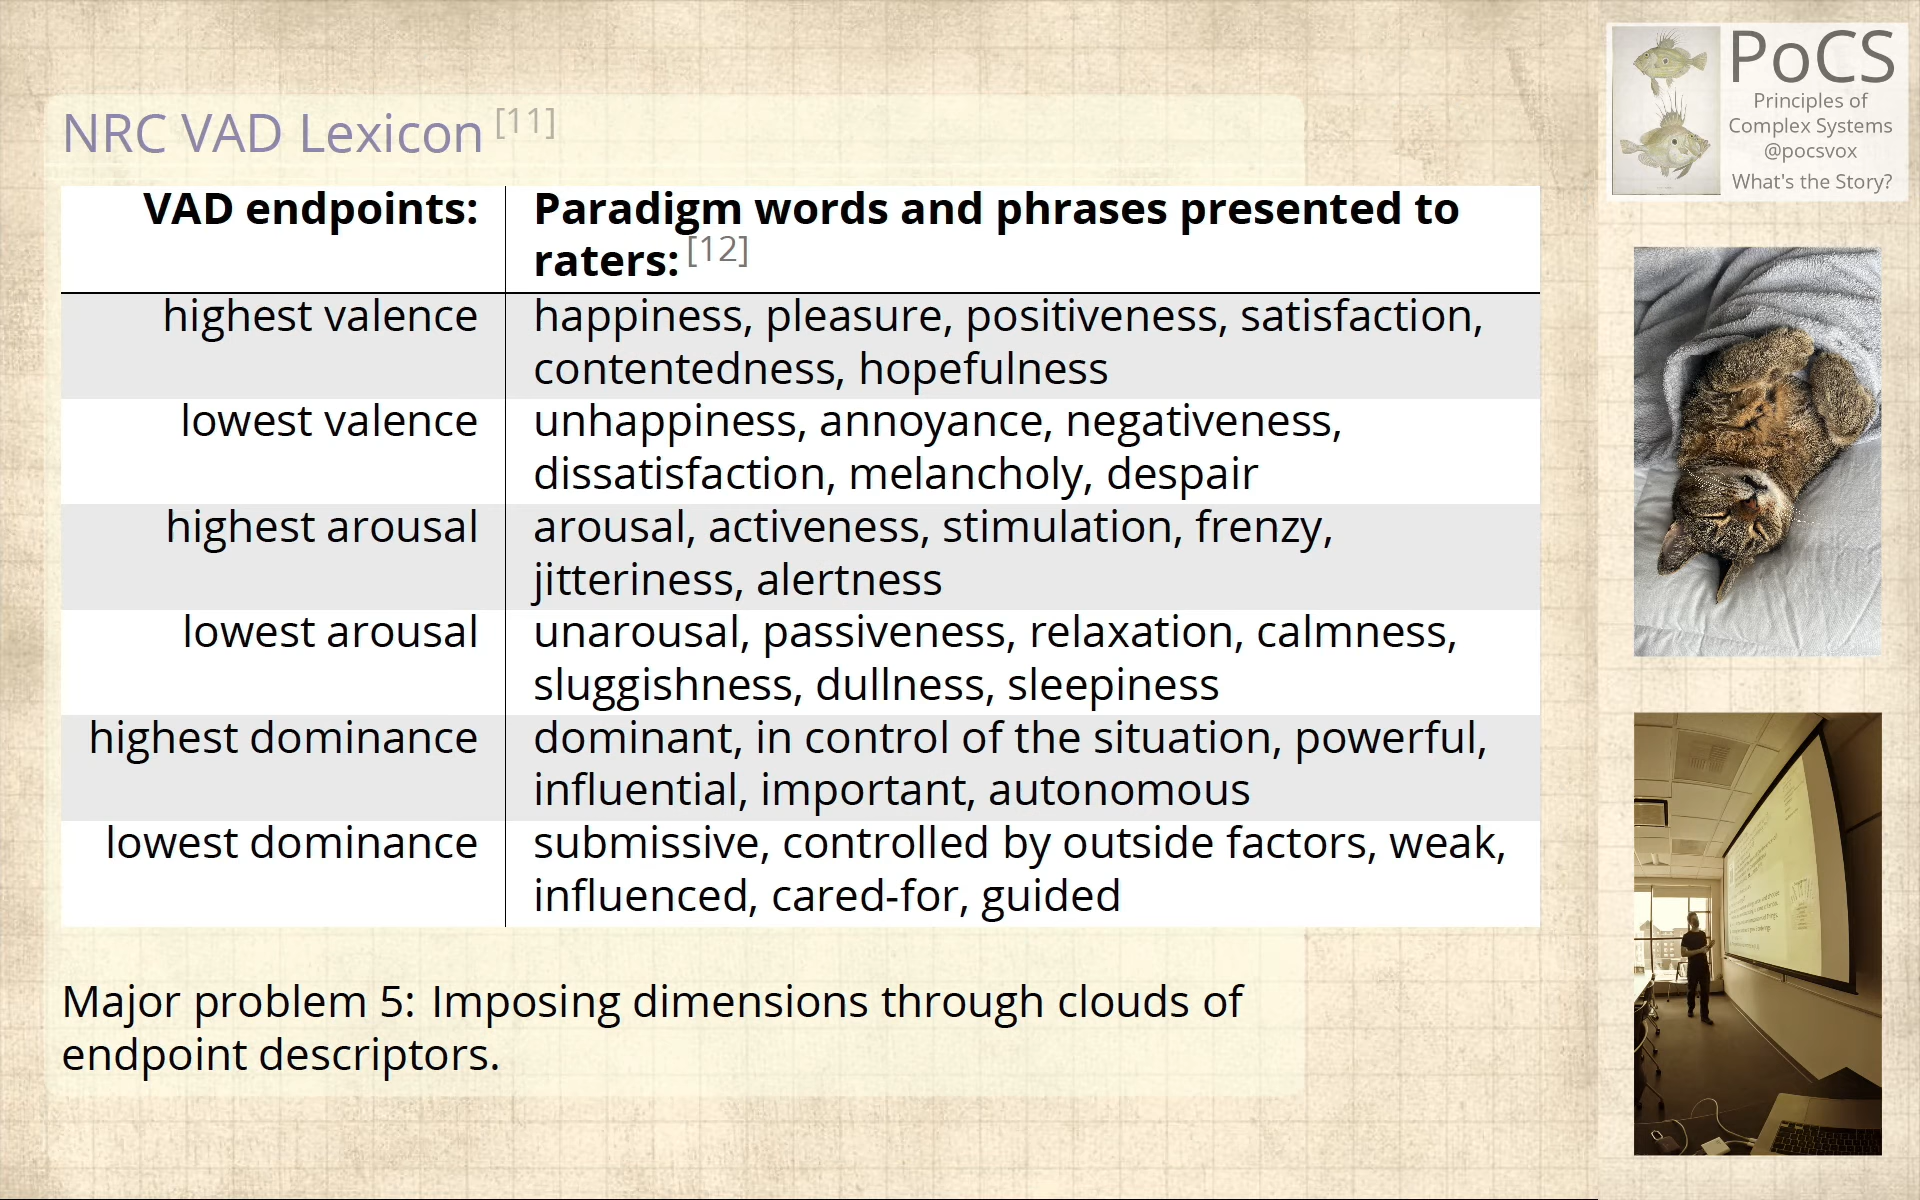 NRC VAD Lexicon [11]
VAD endpoints:
Paradigm words and phrases presented to
raters: [12]
highest valence
happiness, pleasure, positiveness, satisfaction,
contentedness, hopefulness
lowest valence
unhappiness, annoyance, negativeness,
dissatisfaction, melancholy, despair
highest arousal
arousal, activeness, stimulation, frenzy,
jitteriness, alertness
lowest arousal
unarousal, passiveness, relaxation, calmness,
sluggishness, dullness, sleepiness
highest dominance
dominant, in control of the situation, powerful,
influential, important, autonomous
lowest dominance
submissive, controlled by outside factors, weak,
influenced, cared-for, guided
Major problem 5: Imposing dimensions through clouds of
endpoint descriptors.
PoCS
Principles of
Complex Systems
@pocsvox
What's the Story?